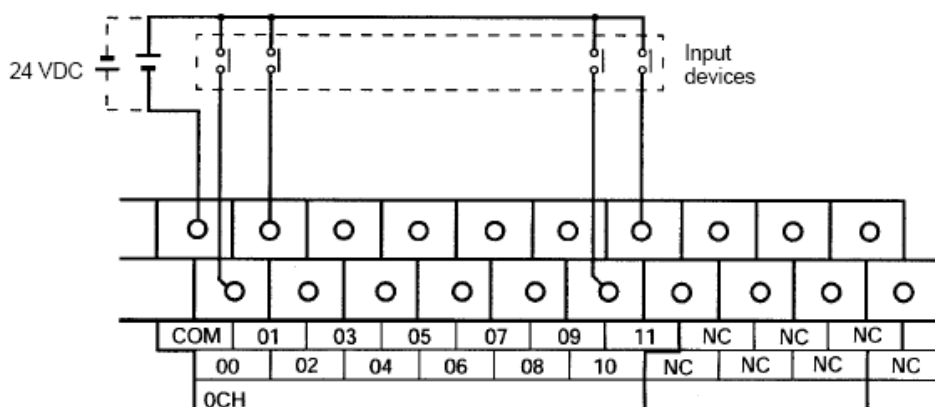 24 VDC
Input
devices
COM 01 03 05 07 09 11 NC NC NC
00 02 04 06 08 10 NC NC NC NC
0CH